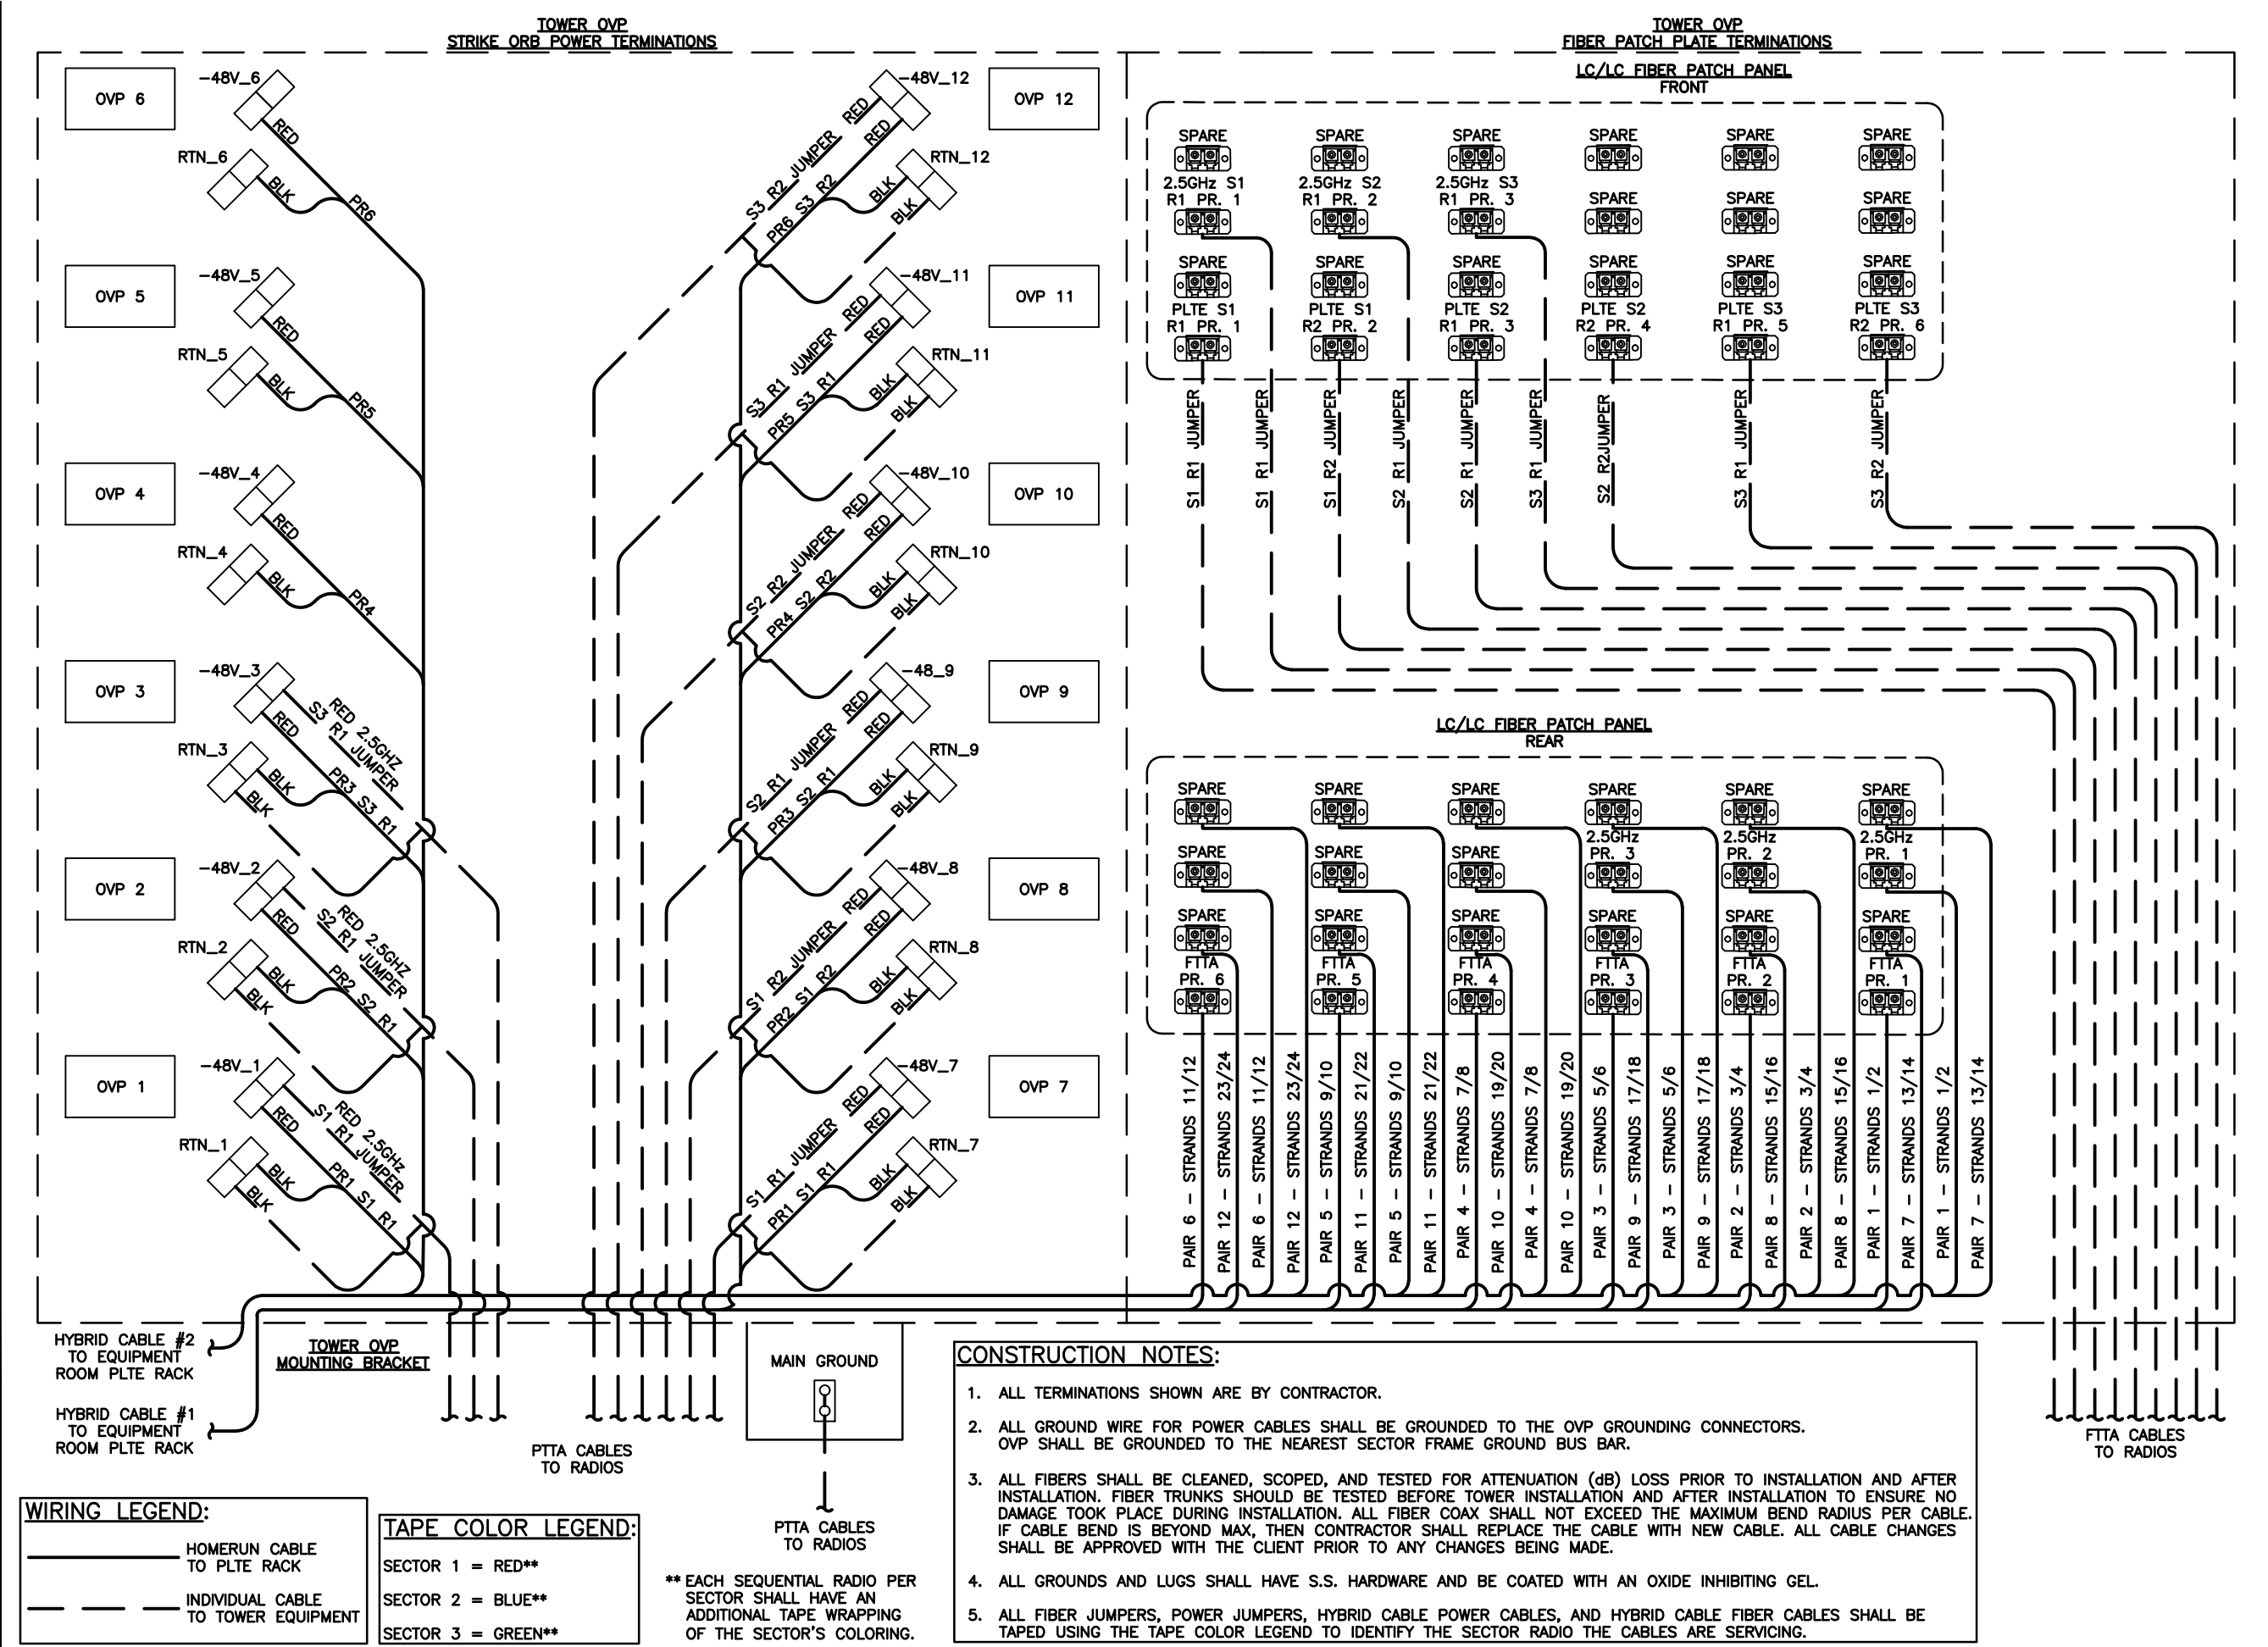 TOWER OVP
STRIKE ORB POWER TERMINATIONS
OVP 6
-48V_6
RED
RTN_6
BLK
PR6
OVP 5
-48V_5
RED
RTN_5
BLK
PR5
OVP 4
-48V_4
RED
RTN_4
BLK
PR4
OVP 3
-48V_3
RED 2.5GHZ
S3 R1 JUMPER
RED
RTN_3
BLK
PR3 S3 R1
BLK
OVP 2
-48V_2
RED 2.5GHZ
S2 R1 JUMPER
RED
RTN_2
BLK
PR2 S2 R1
BLK
OVP 1
-48V_1
RED 2.5GHz
S1 R1 JUMPER
RED
RTN_1
BLK
PR1 S1 R1
BLK
-48V_12
OVP 12
S3 R2 JUMPER RED
PR6 S3 R2 RED
RTN_12
BLK
BLK
-48V_11
OVP 11
S3 R1 JUMPER RED
PR5 S3 R1 RED
RTN_11
BLK
BLK
-48V_10
OVP 10
S2 R2 JUMPER RED
PR4 S2 R2 RED
RTN_10
BLK
BLK
-48_9
OVP 9
S2 R1 JUMPER RED
PR3 S2 R1 RED
RTN_9
BLK
BLK
-48V_8
OVP 8
S1 R2 JUMPER RED
PR2 S1 R2 RED
RTN_8
BLK
BLK
-48V_7
OVP 7
S1 R1 JUMPER RED
PR1 S1 R1 RED
RTN_7
BLK
BLK
TOWER OVP
FIBER PATCH PLATE TERMINATIONS
LC/LC FIBER PATCH PANEL
FRONT
SPARE SPARE SPARE SPARE SPARE SPARE
2.5GHz S1 2.5GHz S2 2.5GHz S3
R1 PR. 1 R1 PR. 2 R1 PR. 3 SPARE SPARE SPARE
SPARE SPARE SPARE SPARE SPARE SPARE
PLTE S1 PLTE S1 PLTE S2 PLTE S2 PLTE S3 PLTE S3
R1 PR. 1 R2 PR. 2 R1 PR. 3 R2 PR. 4 R1 PR. 5 R2 PR. 6
S1 R1 JUMPER
S1 R1 JUMPER
S1 R2 JUMPER
S2 R1 JUMPER
S2 R1 JUMPER
S3 R1 JUMPER
S2 R2JUMPER
S3 R1 JUMPER
S3 R2 JUMPER
LC/LC FIBER PATCH PANEL
REAR
SPARE SPARE SPARE SPARE SPARE SPARE
2.5GHz 2.5GHz 2.5GHz
SPARE SPARE SPARE PR. 3 PR. 2 PR. 1
SPARE SPARE SPARE SPARE SPARE SPARE
FTTA FTTA FTTA FTTA FTTA FTTA
PR. 6 PR. 5 PR. 4 PR. 3 PR. 2 PR. 1
PAIR 6 - STRANDS 11/12
PAIR 12 - STRANDS 23/24
PAIR 6 - STRANDS 11/12
PAIR 12 - STRANDS 23/24
PAIR 5 - STRANDS 9/10
PAIR 11 - STRANDS 21/22
PAIR 5 - STRANDS 9/10
PAIR 11 - STRANDS 21/22
PAIR 4 - STRANDS 7/8
PAIR 10 - STRANDS 19/20
PAIR 4 - STRANDS 7/8
PAIR 10 - STRANDS 19/20
PAIR 3 - STRANDS 5/6
PAIR 9 - STRANDS 17/18
PAIR 3 - STRANDS 5/6
PAIR 9 - STRANDS 17/18
PAIR 2 - STRANDS 3/4
PAIR 8 - STRANDS 15/16
PAIR 2 - STRANDS 3/4
PAIR 8 - STRANDS 15/16
PAIR 1 - STRANDS 1/2
PAIR 7 - STRANDS 13/14
PAIR 1 - STRANDS 1/2
PAIR 7 - STRANDS 13/14
HYBRID CABLE #2
TO EQUIPMENT
ROOM PLTE RACK
HYBRID CABLE #1
TO EQUIPMENT
ROOM PLTE RACK
TOWER OVP
MOUNTING BRACKET
PTTA CABLES
TO RADIOS
MAIN GROUND
PTTA CABLES
TO RADIOS
FTTA CABLES
TO RADIOS
CONSTRUCTION NOTES:
1. ALL TERMINATIONS SHOWN ARE BY CONTRACTOR.
2. ALL GROUND WIRE FOR POWER CABLES SHALL BE GROUNDED TO THE OVP GROUNDING CONNECTORS.
OVP SHALL BE GROUNDED TO THE NEAREST SECTOR FRAME GROUND BUS BAR.
3. ALL FIBERS SHALL BE CLEANED, SCOPED, AND TESTED FOR ATTENUATION (dB) LOSS PRIOR TO INSTALLATION AND AFTER
INSTALLATION. FIBER TRUNKS SHOULD BE TESTED BEFORE TOWER INSTALLATION AND AFTER INSTALLATION TO ENSURE NO
DAMAGE TOOK PLACE DURING INSTALLATION. ALL FIBER COAX SHALL NOT EXCEED THE MAXIMUM BEND RADIUS PER CABLE.
IF CABLE BEND IS BEYOND MAX, THEN CONTRACTOR SHALL REPLACE THE CABLE WITH NEW CABLE. ALL CABLE CHANGES
SHALL BE APPROVED WITH THE CLIENT PRIOR TO ANY CHANGES BEING MADE.
4. ALL GROUNDS AND LUGS SHALL HAVE S.S. HARDWARE AND BE COATED WITH AN OXIDE INHIBITING GEL.
5. ALL FIBER JUMPERS, POWER JUMPERS, HYBRID CABLE POWER CABLES, AND HYBRID CABLE FIBER CABLES SHALL BE
TAPED USING THE TAPE COLOR LEGEND TO IDENTIFY THE SECTOR RADIO THE CABLES ARE SERVICING.
WIRING LEGEND:
HOMERUN CABLE
TO PLTE RACK
INDIVIDUAL CABLE
TO TOWER EQUIPMENT
TAPE COLOR LEGEND:
SECTOR 1 = RED**
SECTOR 2 = BLUE**
SECTOR 3 = GREEN**
** EACH SEQUENTIAL RADIO PER
SECTOR SHALL HAVE AN
ADDITIONAL TAPE WRAPPING
OF THE SECTOR'S COLORING.